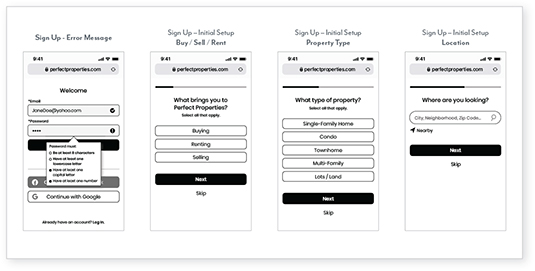 Sign Up - Error Message
9:41
perfectproperties.com
Welcome
*Email
JaneDoe@yahoo.com
*Password
Password must:
Be at least 8 characters
Have at least one
lowercase letter
Have at least one
capital letter
Have at least one number
Continue with Google
Already have an account? Log in.
Sign Up – Initial Setup
Buy / Sell / Rent
9:41
perfectproperties.com
What brings you to
Perfect Properties?
Select all that apply.
Buying
Renting
Selling
Next
Skip
Sign Up – Initial Setup
Property Type
9:41
perfectproperties.com
What type of property?
Select all that apply.
Single-Family Home
Condo
Townhome
Multi-Family
Lots / Land
Next
Skip
Sign Up – Initial Setup
Location
9:41
perfectproperties.com
Where are you looking?
City, Neighborhood, Zip Code...
Nearby
Next
Skip